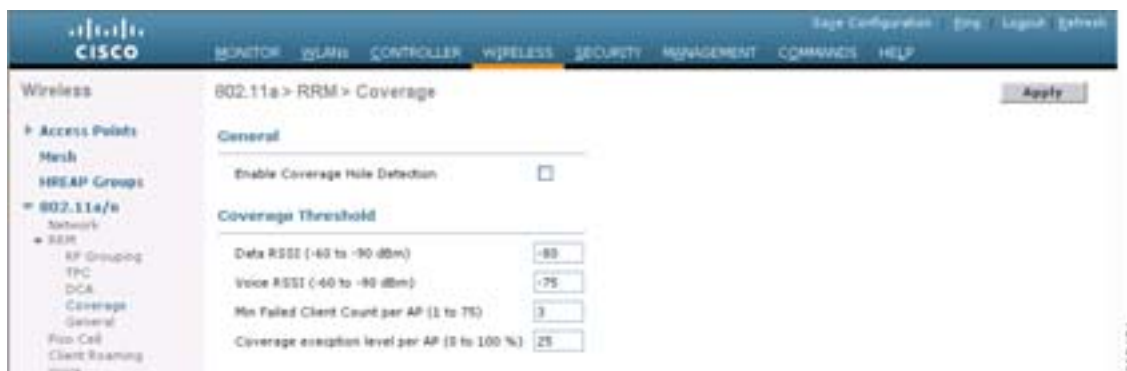 Save Configuration Ping Logout Refresh
CISCO
MONITOR WLANs CONTROLLER WIRELESS SECURITY MANAGEMENT COMMANDS HELP
Wireless
802.11a > RRM > Coverage
Apply
Access Points
Mesh
HREAP Groups
802.11a/n
Network
RRM
RF Grouping
TPC
DCA
Coverage
General
Pico Cell
Client Roaming
General
Enable Coverage Hole Detection
Coverage Threshold
Data RSSI (-60 to -90 dBm) -80
Voice RSSI (-60 to -90 dBm) -75
Min Failed Client Count per AP (1 to 75) 3
Coverage exception level per AP (0 to 100 %) 25